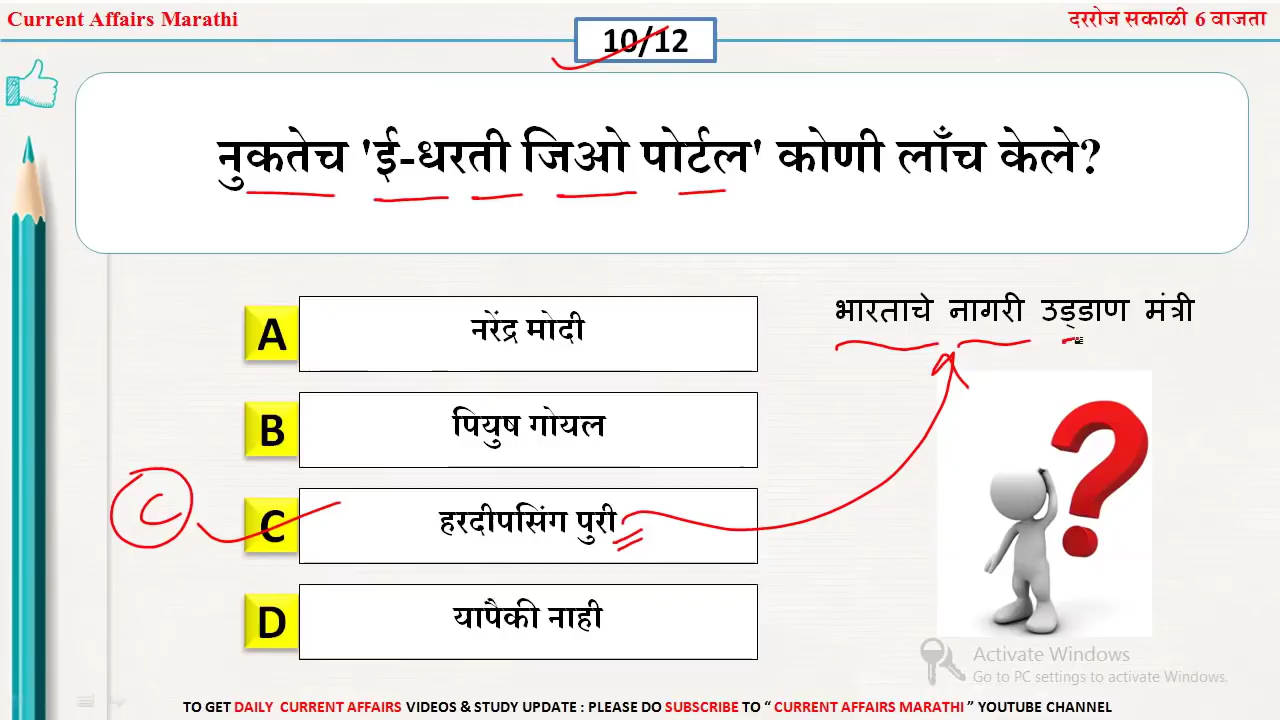 Current Affairs Marathi
दररोज सकाळी 6 वाजता
10/12
नुकतेच 'ई-धरती जिओ पोर्टल' कोणी लाँच केले?
भारताचे नागरी उड्डाण मंत्री
A नरेंद्र मोदी
B पियुष गोयल
C
C हरदीपसिंग पुरी
D यापैकी नाही
Activate Windows
Go to PC settings to activate Windows.
TO GET DAILY CURRENT AFFAIRS VIDEOS & STUDY UPDATE : PLEASE DO SUBSCRIBE TO “ CURRENT AFFAIRS MARATHI ” YOUTUBE CHANNEL